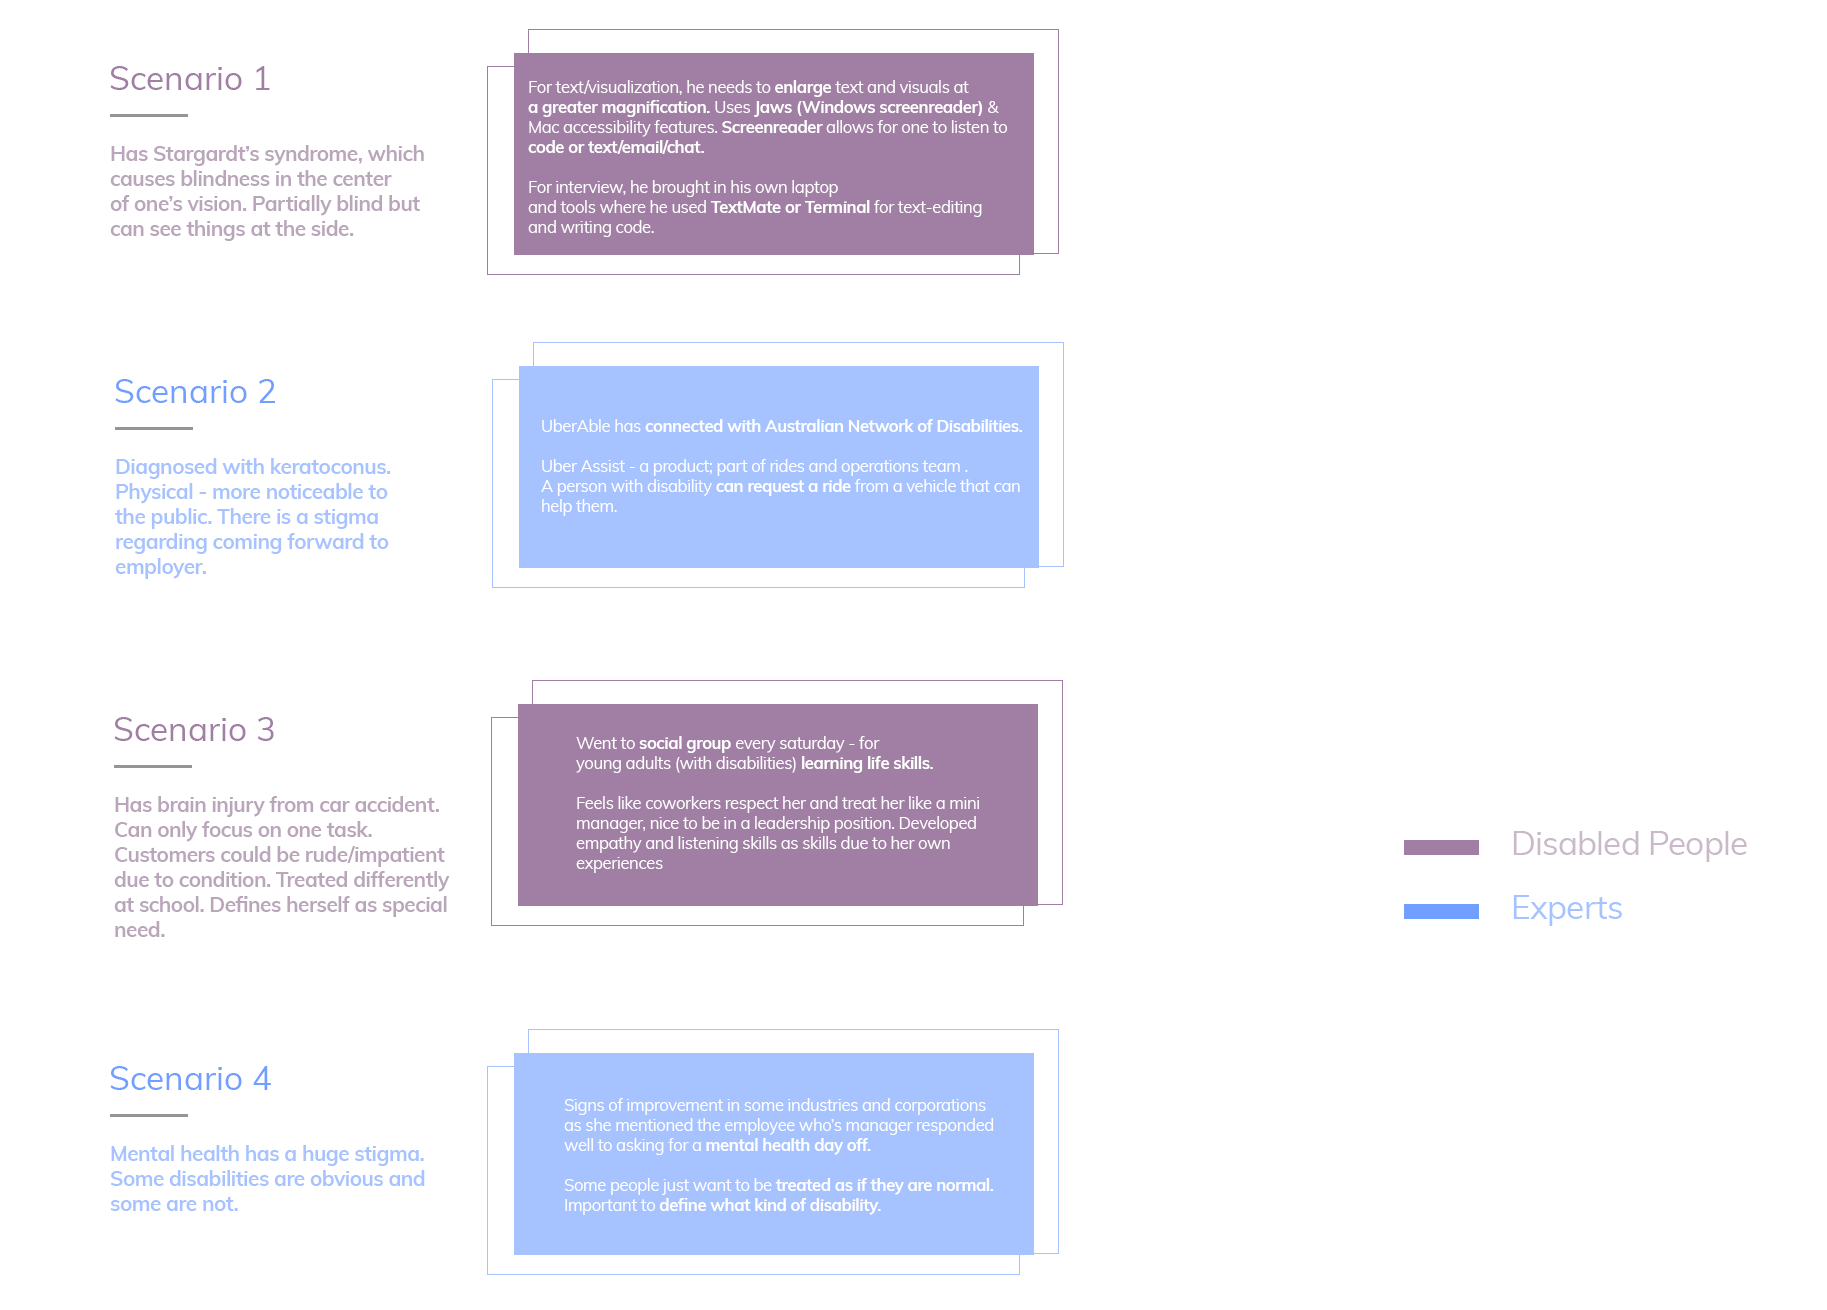 Scenario 1
Has Stargardt’s syndrome, which
causes blindness in the center
of one’s vision. Partially blind but
can see things at the side.
For text/visualization, he needs to enlarge text and visuals at
a greater magnification. Uses Jaws (Windows screenreader) &
Mac accessibility features. Screenreader allows for one to listen to
code or text/email/chat.
For interview, he brought in his own laptop
and tools where he used TextMate or Terminal for text-editing
and writing code.
Scenario 2
Diagnosed with keratoconus.
Physical - more noticeable to
the public. There is a stigma
regarding coming forward to
employer.
UberAble has connected with Australian Network of Disabilities.
Uber Assist - a product; part of rides and operations team .
A person with disability can request a ride from a vehicle that can
help them.
Scenario 3
Has brain injury from car accident.
Can only focus on one task.
Customers could be rude/impatient
due to condition. Treated differently
at school. Defines herself as special
need.
Went to social group every saturday - for
young adults (with disabilities) learning life skills.
Feels like coworkers respect her and treat her like a mini
manager, nice to be in a leadership position. Developed
empathy and listening skills as skills due to her own
experiences
Disabled People
Experts
Scenario 4
Mental health has a huge stigma.
Some disabilities are obvious and
some are not.
Signs of improvement in some industries and corporations
as she mentioned the employee who’s manager responded
well to asking for a mental health day off.
Some people just want to be treated as if they are normal.
Important to define what kind of disability.